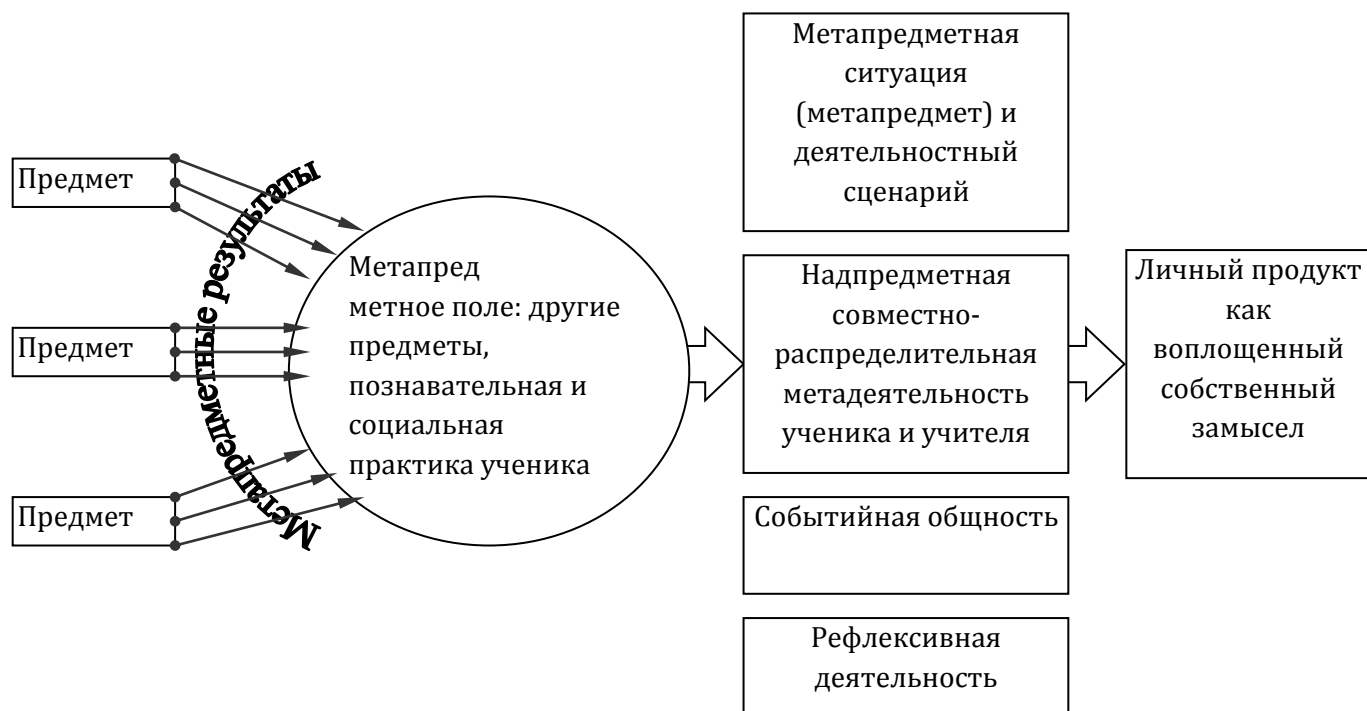 Предмет
Предмет
Предмет
Метапредметные результаты
Метапред
метное поле: другие
предметы,
познавательная и
социальная
практика ученика
Метапредметная
ситуация
(метапредмет) и
деятельностный
сценарий
Надпредметная
совместно-
распределительная
метадеятельность
ученика и учителя
Событийная общность
Рефлексивная
деятельность
Личный продукт
как
воплощенный
собственный
замысел